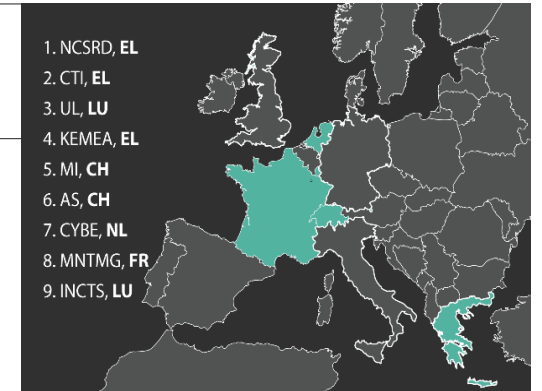 1. NCSRD, EL
2. CTI, EL
3. UL, LU
4. KEMEA, EL
5. MI, CH
6. AS, CH
7. CYBE, NL
8. MNTMG, FR
9. INCTS, LU